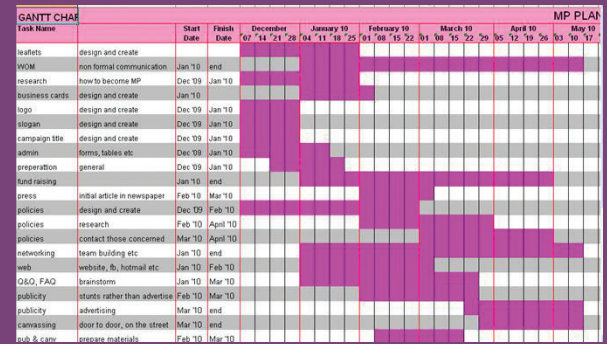 GANTT CHAR MP PLAN
Task Name Start Date Finish Date December January 10 February 10 March 10 April 10 May 10
07 14 21 28 04 11 18 25 01 08 15 22 01 08 15 22 29 05 12 19 26 03 10 17
leaflets design and create
WOM non formal communication Jan '10 end
research how to become MP Dec '09 Jan '10
business cards design and create Jan '10
logo design and create Dec '09 Jan '10
slogan design and create Dec '09 Jan '10
campaign title design and create Dec '09 Jan '10
admin forms, tables etc Dec '09 Jan '10
preperation general Dec '09 Jan '10
fund raising Jan '10 end
press initial article in newspaper Feb '10 Mar '10
policies design and create Dec '09 Feb '10
policies research Feb '10 April '10
policies contact those concerned Mar '10 April '10
networking team building etc Jan '10 end
web website, fb, hotmail etc Jan '10 Feb '10
Q&Q, FAQ brainstorm Jan '10 Mar '10
publicity stunts rather than advertise Feb '10 Mar '10
publicity advertising Mar '10 end
canvassing door to door, on the street Mar '10 end
pub & canv prepare materials Feb '10 Mar '10